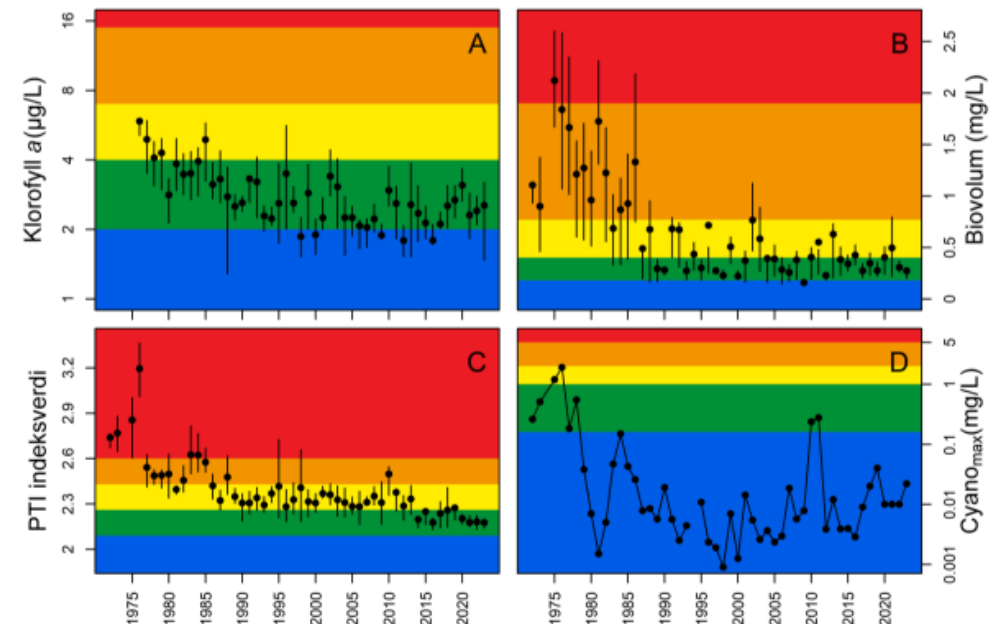 Klorofyll a(µg/L)
16
8
4
2
1
A
B
2.5
2
1.5
1
0.5
0
Biovolum (mg/L)
PTI indeksverdi
3.2
2.9
2.6
2.3
2
C
D
5
1
0.1
0.01
0.001
Cyanomax(mg/L)
1975 1980 1985 1990 1995 2000 2005 2010 2015 2020
1975 1980 1985 1990 1995 2000 2005 2010 2015 2020